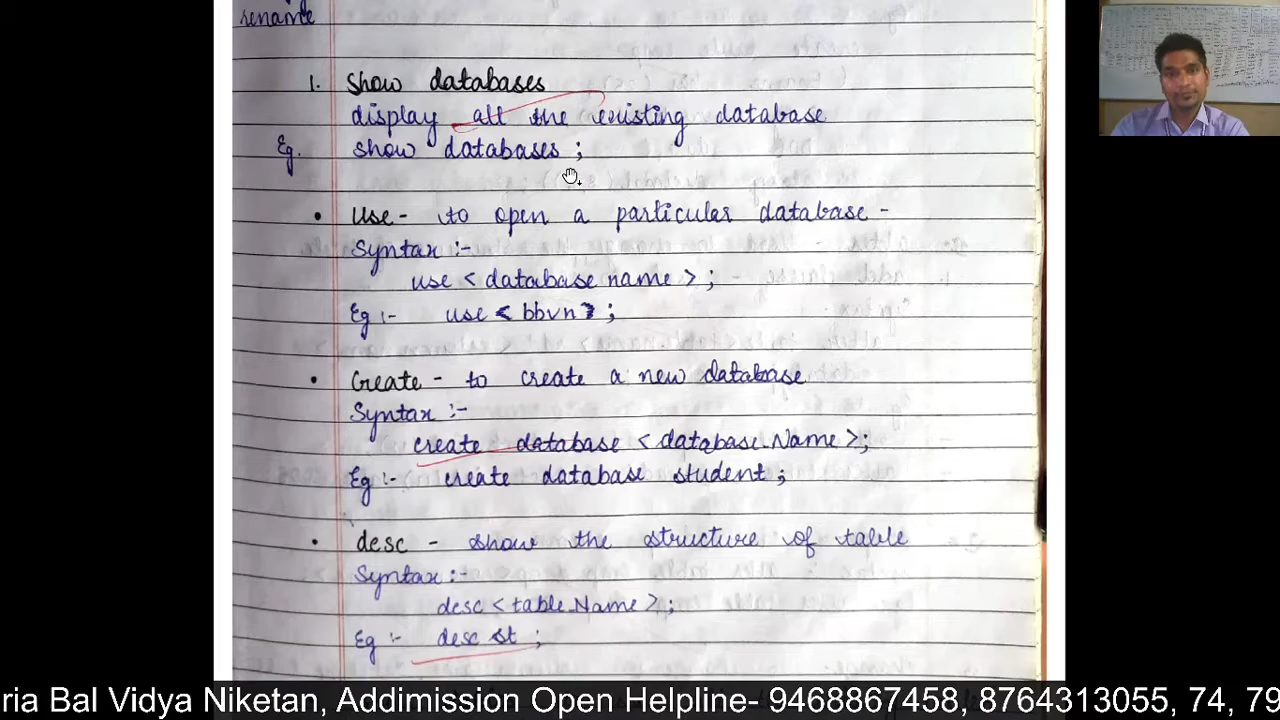 rename
1. Show databases
display all the existing database
Eg. show databases ;
• Use - to open a particular database -
Syntax :-
use < database name > ;
Eg :- use < bbvn > ;
• Create - to create a new database
Syntax :-
create database < database.Name > ;
Eg :- create database student ;
• desc - show the structure of table
Syntax :-
desc < table.Name > ;
Eg :- desc st ;
ria Bal Vidya Niketan, Addimission Open Helpline- 9468867458, 8764313055, 74, 79